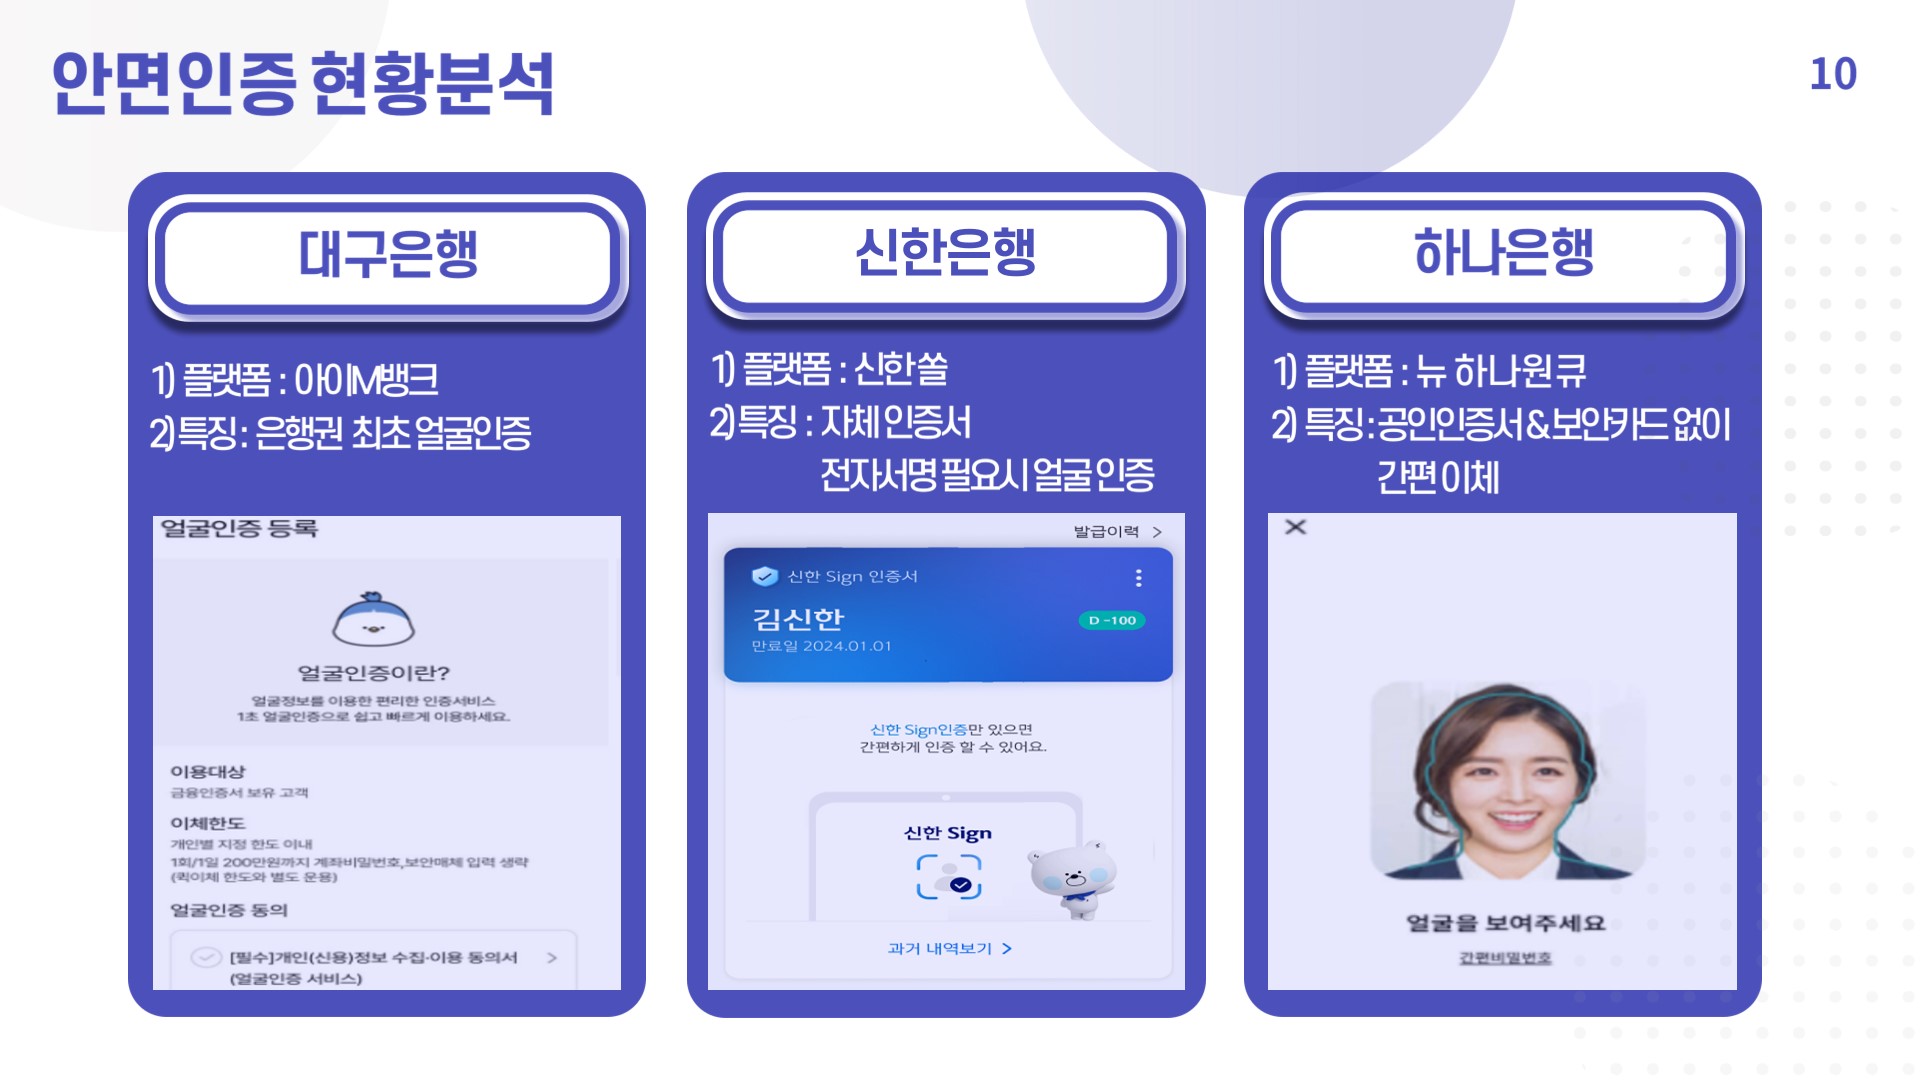 안면인증 현황분석
10
대구은행
1) 플랫폼 : 아이M뱅크
2)특징 : 은행권 최초 얼굴인증
얼굴인증 등록
얼굴인증이란?
얼굴정보를 이용한 편리한 인증서비스
1초 얼굴인증으로 쉽고 빠르게 이용하세요.
이용대상
금융인증서 보유 고객
이체한도
개인별 지정 한도 이내
1회/1일 200만원까지 계좌비밀번호,보안매체 입력 생략
(퀵이체 한도와 별도 운용)
얼굴인증 동의
[필수]개인(신용)정보 수집·이용 동의서
(얼굴인증 서비스)
신한은행
1) 플랫폼 : 신한 쏠
2)특징 : 자체 인증서
전자서명 필요시 얼굴 인증
발급이력 >
신한 Sign 인증서
김신한
D -100
만료일 2024.01.01
신한 Sign인증만 있으면
간편하게 인증 할 수 있어요.
신한 Sign
과거 내역보기 >
하나은행
1) 플랫폼 : 뉴 하나원큐
2) 특징 : 공인인증서 & 보안카드 없이
간편 이체
얼굴을 보여주세요
간편비밀번호